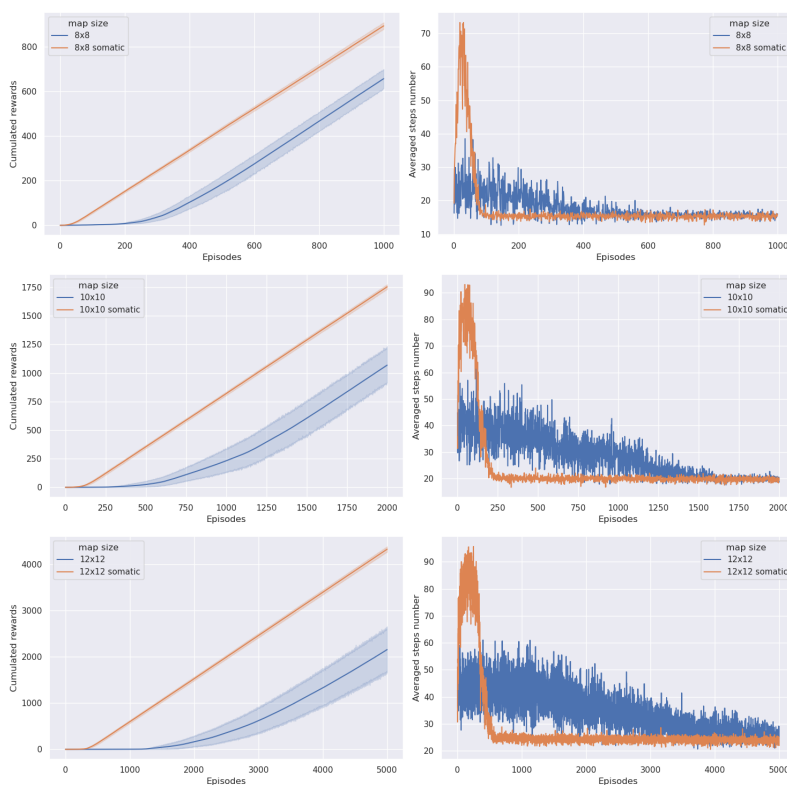 map size
8x8
8x8 somatic
Cumulated rewards
800
600
400
200
0
0 200 400 600 800 1000
Episodes
map size
8x8
8x8 somatic
Averaged steps number
70
60
50
40
30
20
10
0 200 400 600 800 1000
Episodes
map size
10x10
10x10 somatic
Cumulated rewards
1750
1500
1250
1000
750
500
250
0
0 250 500 750 1000 1250 1500 1750 2000
Episodes
map size
10x10
10x10 somatic
Averaged steps number
90
80
70
60
50
40
30
20
0 250 500 750 1000 1250 1500 1750 2000
Episodes
map size
12x12
12x12 somatic
Cumulated rewards
4000
3000
2000
1000
0
0 1000 2000 3000 4000 5000
Episodes
map size
12x12
12x12 somatic
Averaged steps number
90
80
70
60
50
40
30
20
0 1000 2000 3000 4000 5000
Episodes